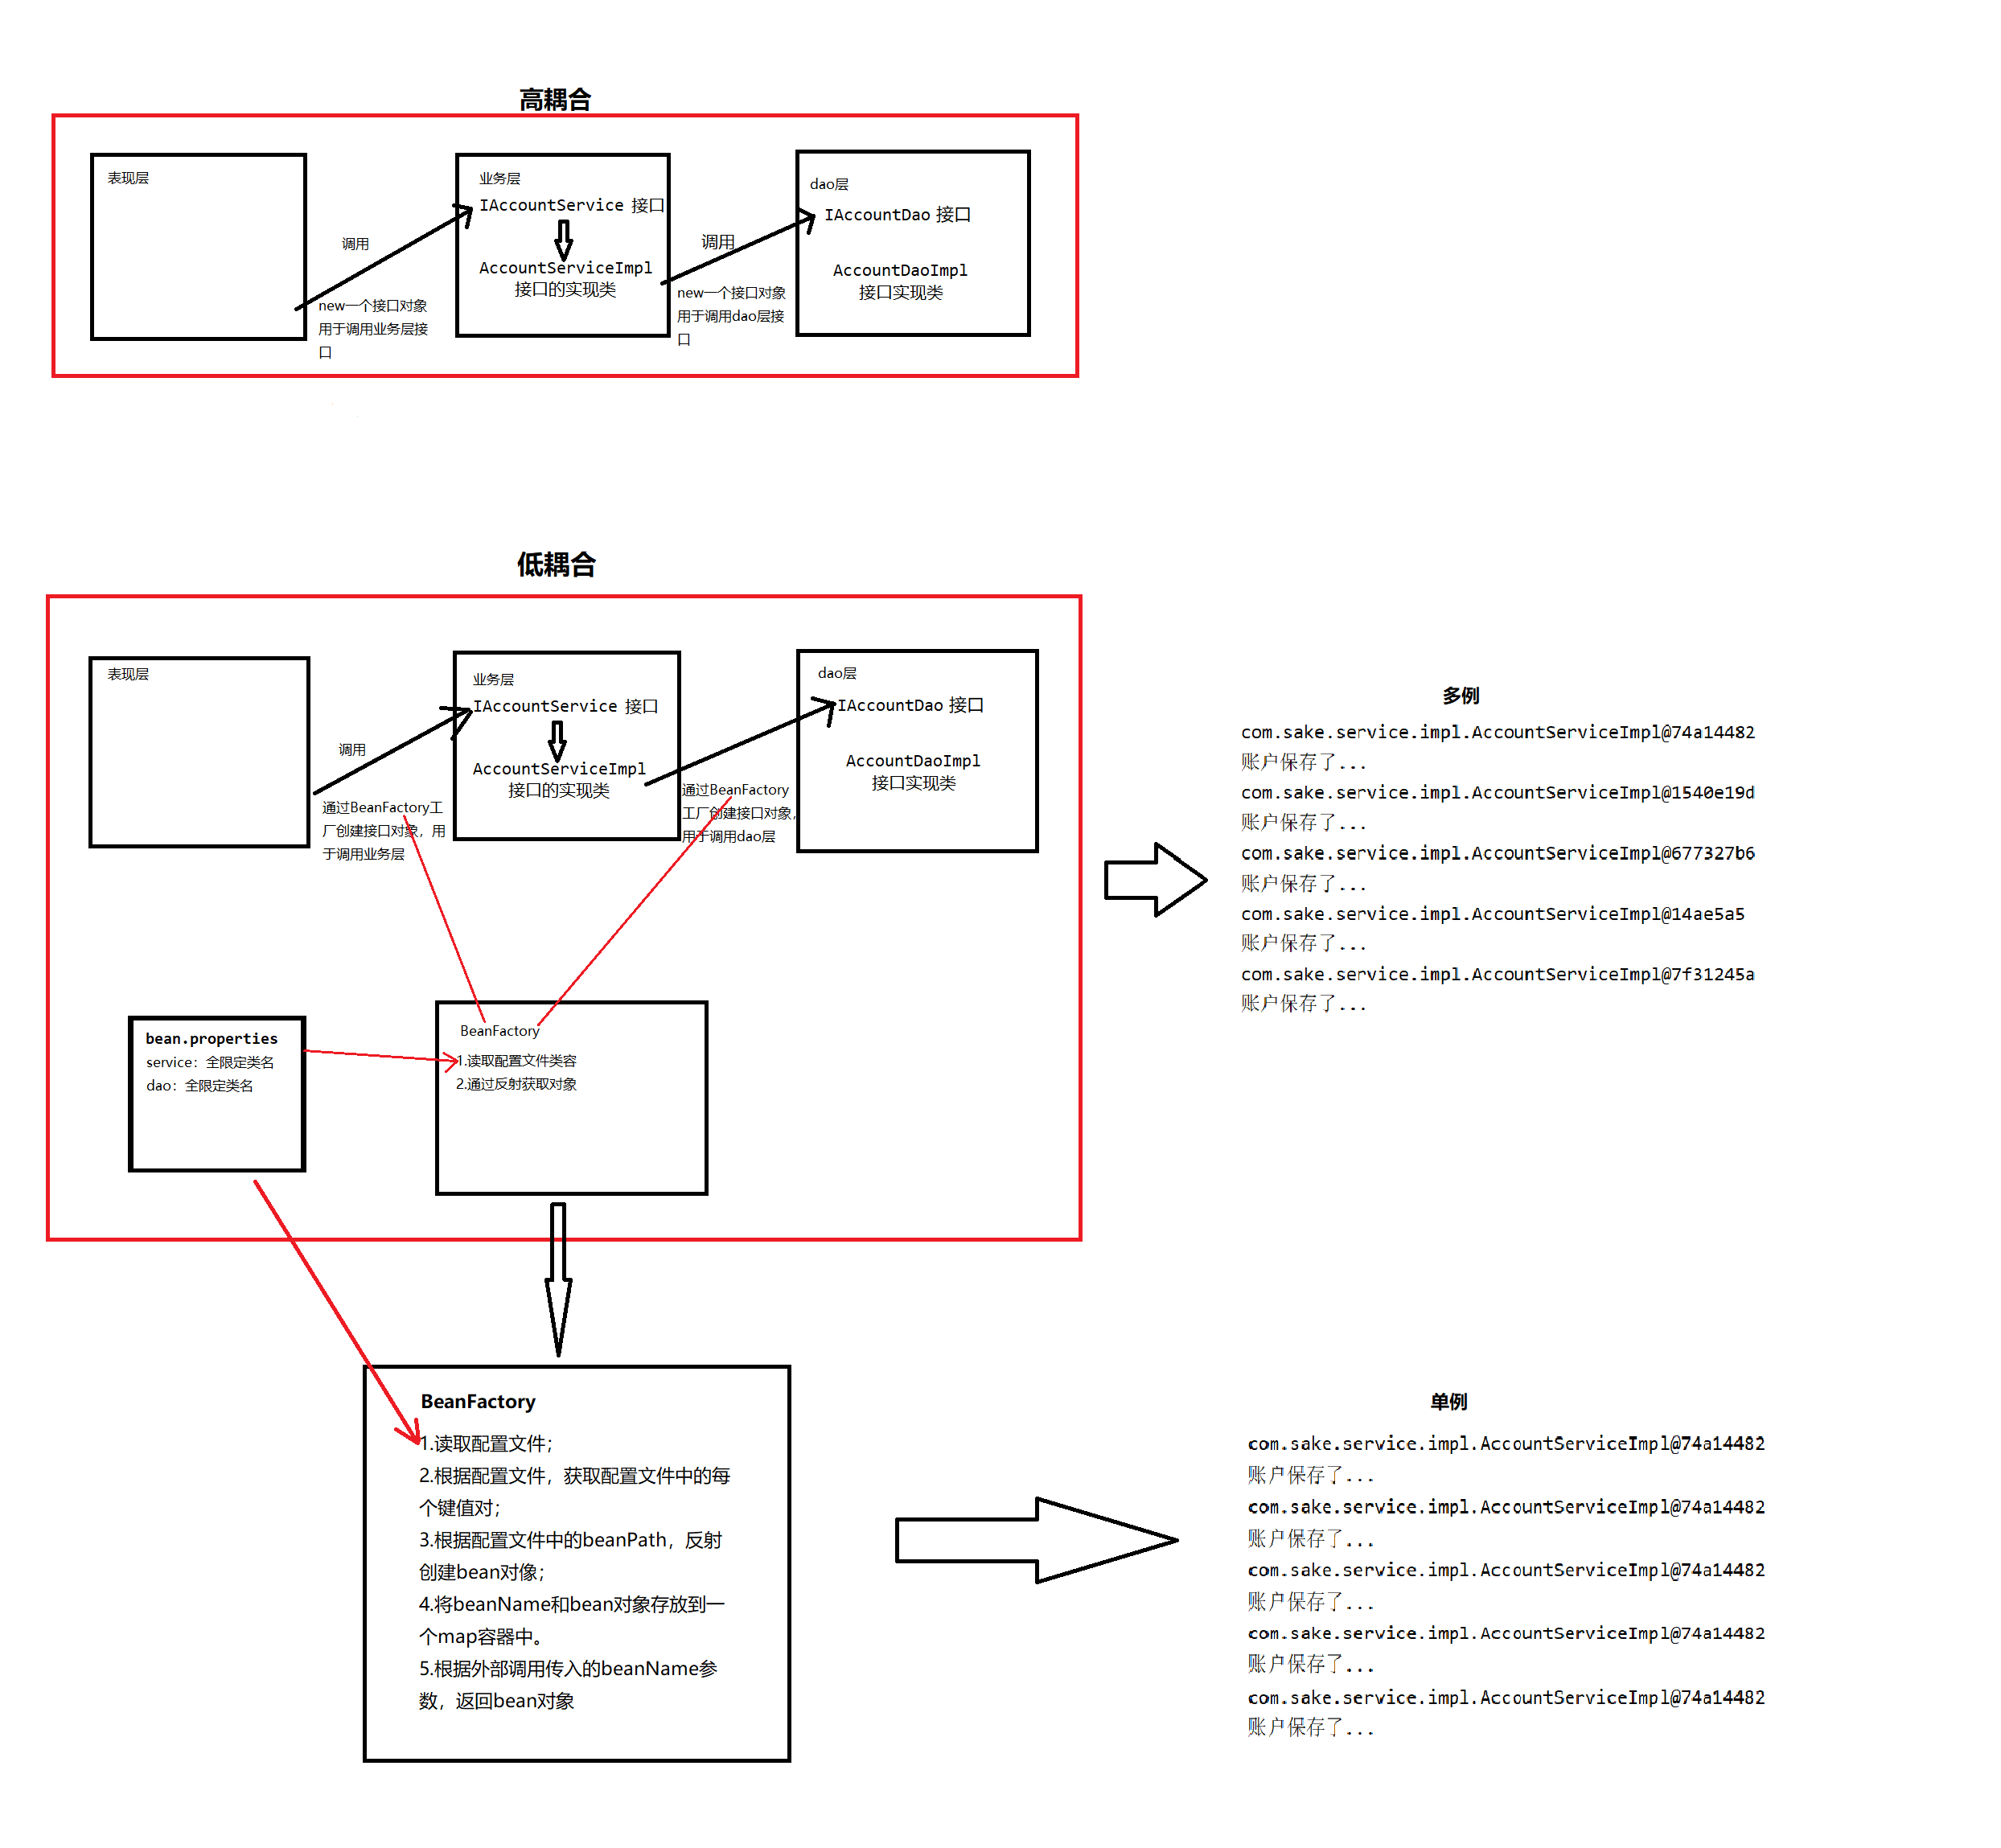 高耦合
表现层
调用
new一个接口对象
用于调用业务层接
口
业务层
IAccountService 接口
AccountServiceImpl
接口的实现类
调用
new一个接口对象
用于调用dao层接
口
dao层
IAccountDao 接口
AccountDaoImpl
接口实现类
低耦合
表现层
调用
通过BeanFactory工
厂创建接口对象，用
于调用业务层
业务层
IAccountService 接口
AccountServiceImpl
接口的实现类
通过BeanFactory
工厂创建接口对象，
用于调用dao层
dao层
IAccountDao 接口
AccountDaoImpl
接口实现类
bean.properties
service：全限定类名
dao：全限定类名
BeanFactory
1.读取配置文件类容
2.通过反射获取对象
多例
com.sake.service.impl.AccountServiceImpl@74a14482
账户保存了...
com.sake.service.impl.AccountServiceImpl@1540e19d
账户保存了...
com.sake.service.impl.AccountServiceImpl@677327b6
账户保存了...
com.sake.service.impl.AccountServiceImpl@14ae5a5
账户保存了...
com.sake.service.impl.AccountServiceImpl@7f31245a
账户保存了...
BeanFactory
1.读取配置文件；
2.根据配置文件，获取配置文件中的每
个键值对；
3.根据配置文件中的beanPath，反射
创建bean对像；
4.将beanName和bean对象存放到一
个map容器中。
5.根据外部调用传入的beanName参
数，返回bean对象
单例
com.sake.service.impl.AccountServiceImpl@74a14482
账户保存了...
com.sake.service.impl.AccountServiceImpl@74a14482
账户保存了...
com.sake.service.impl.AccountServiceImpl@74a14482
账户保存了...
com.sake.service.impl.AccountServiceImpl@74a14482
账户保存了...
com.sake.service.impl.AccountServiceImpl@74a14482
账户保存了...